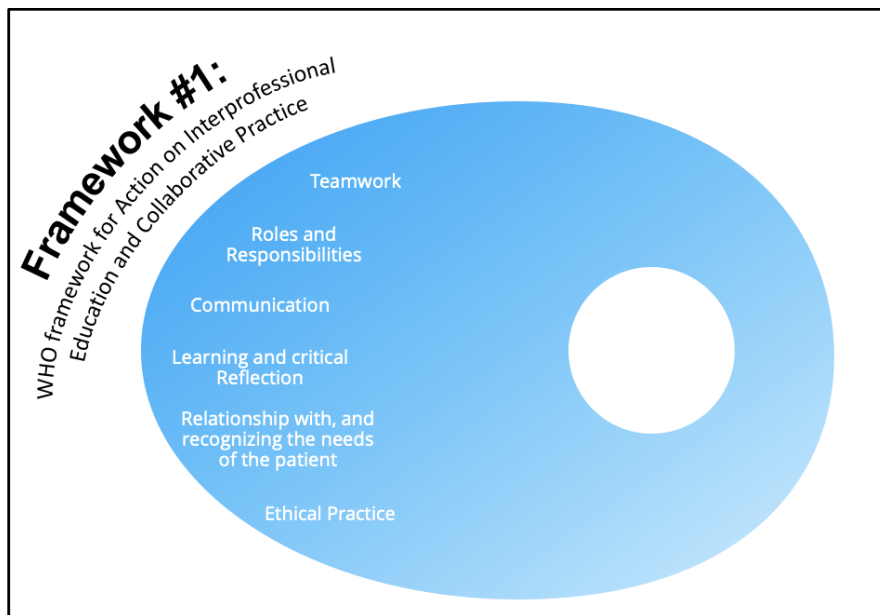 Framework #1:
WHO framework for Action on Interprofessional
Education and Collaborative Practice
Teamwork
Roles and
Responsibilities
Communication
Learning and critical
Reflection
Relationship with, and
recognizing the needs
of the patient
Ethical Practice